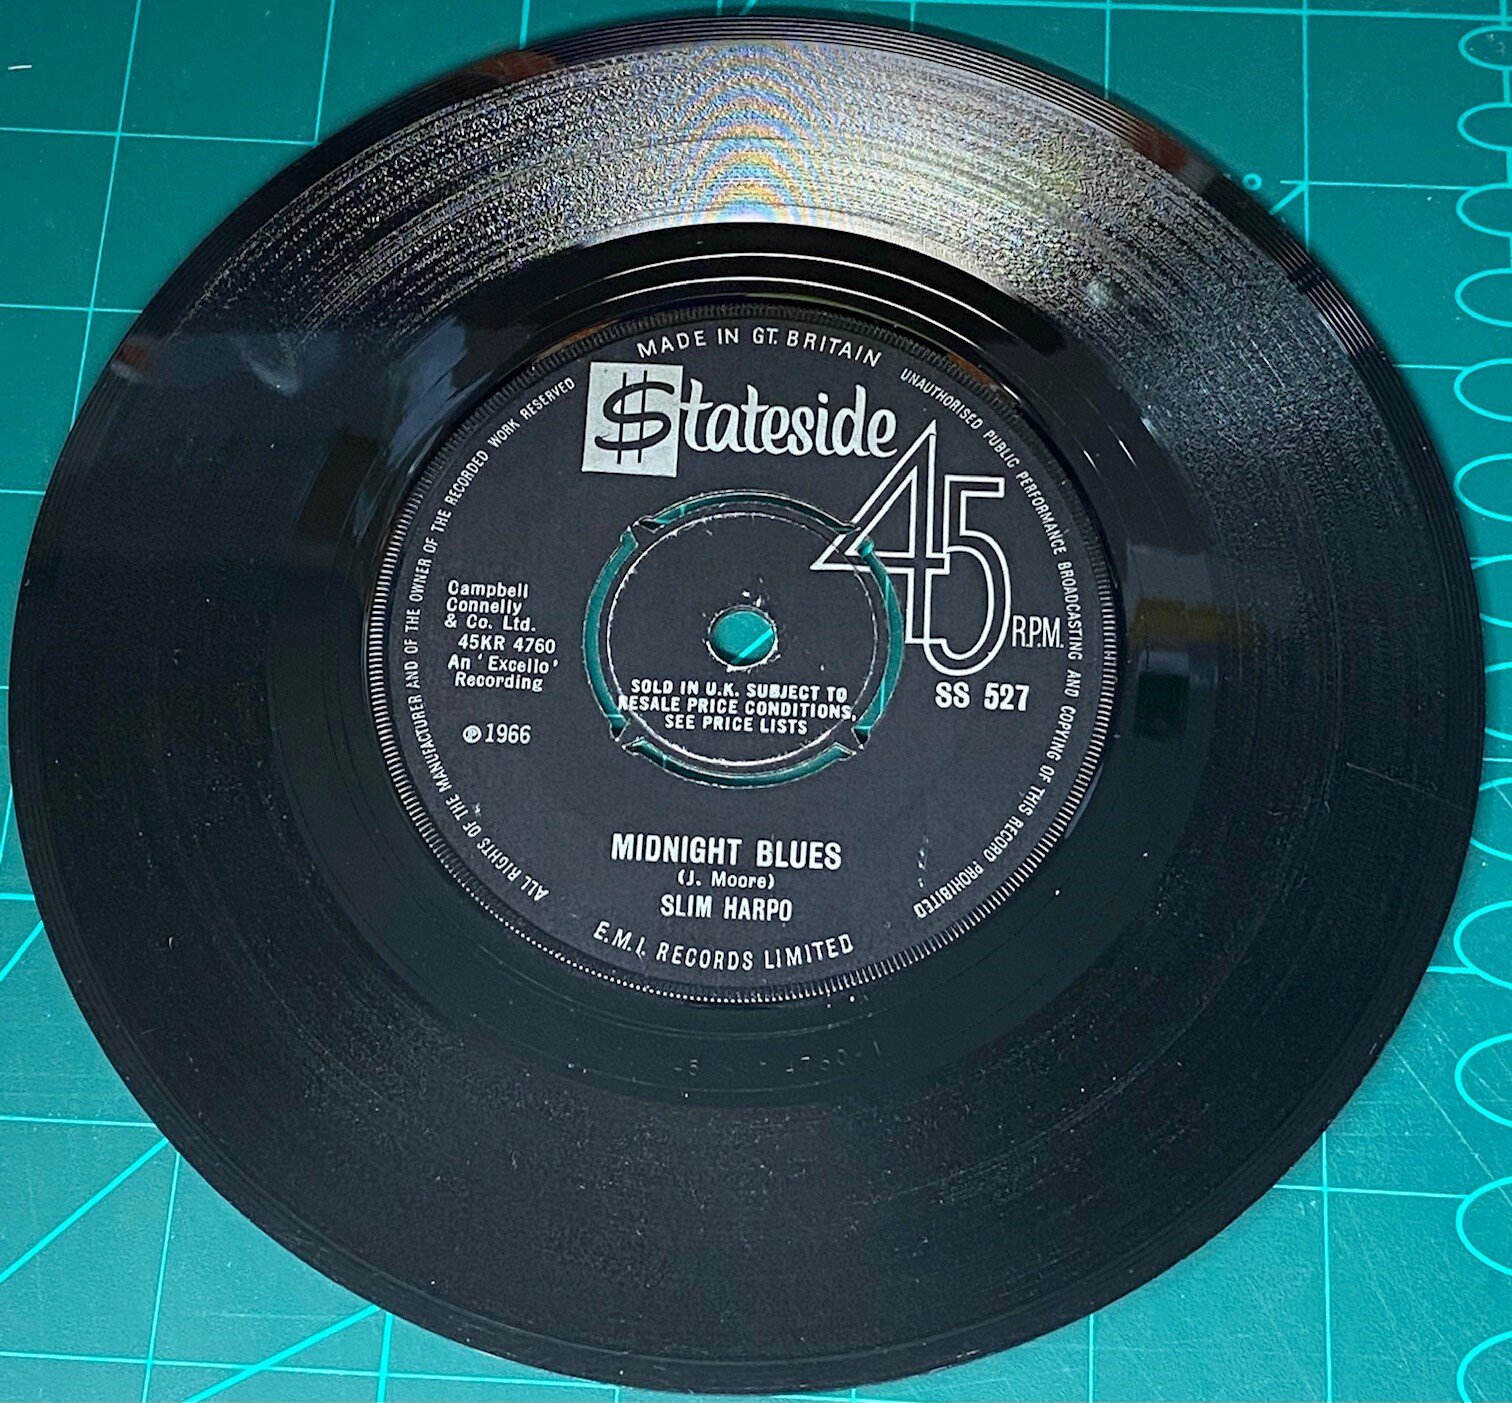 MADE IN GT. BRITAIN
$tateside
45
R.P.M.
SS 527
Campbell
Connelly
& Co. Ltd.
45KR 4760
An 'Excello'
Recording
℗ 1966
SOLD IN U.K. SUBJECT TO
RESALE PRICE CONDITIONS,
SEE PRICE LISTS
MIDNIGHT BLUES
(J. Moore)
SLIM HARPO
E.M.I. RECORDS LIMITED
ALL RIGHTS OF THE MANUFACTURER AND OF THE OWNER OF THE RECORDED WORK RESERVED
UNAUTHORISED PUBLIC PERFORMANCE BROADCASTING AND COPYING OF THIS RECORD PROHIBITED